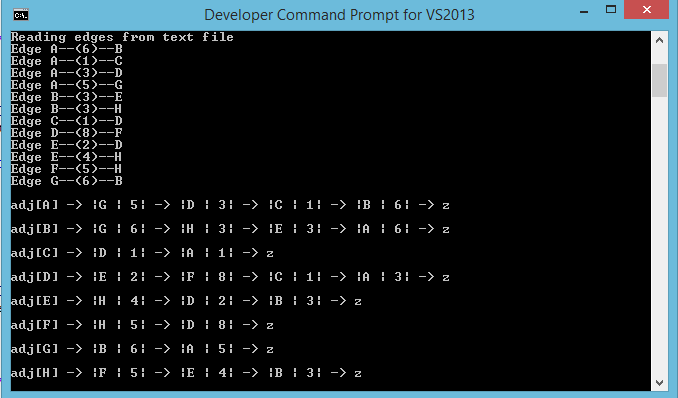 Developer Command Prompt for VS2013
Reading edges from text file
Edge A--(6)--B
Edge A--(1)--C
Edge A--(3)--D
Edge A--(5)--G
Edge B--(3)--E
Edge B--(3)--H
Edge C--(1)--D
Edge D--(8)--F
Edge E--(2)--D
Edge E--(4)--H
Edge F--(5)--H
Edge G--(6)--B
adj[A] -> |G | 5| -> |D | 3| -> |C | 1| -> |B | 6| -> z
adj[B] -> |G | 6| -> |H | 3| -> |E | 3| -> |A | 6| -> z
adj[C] -> |D | 1| -> |A | 1| -> z
adj[D] -> |E | 2| -> |F | 8| -> |C | 1| -> |A | 3| -> z
adj[E] -> |H | 4| -> |D | 2| -> |B | 3| -> z
adj[F] -> |H | 5| -> |D | 8| -> z
adj[G] -> |B | 6| -> |A | 5| -> z
adj[H] -> |F | 5| -> |E | 4| -> |B | 3| -> z